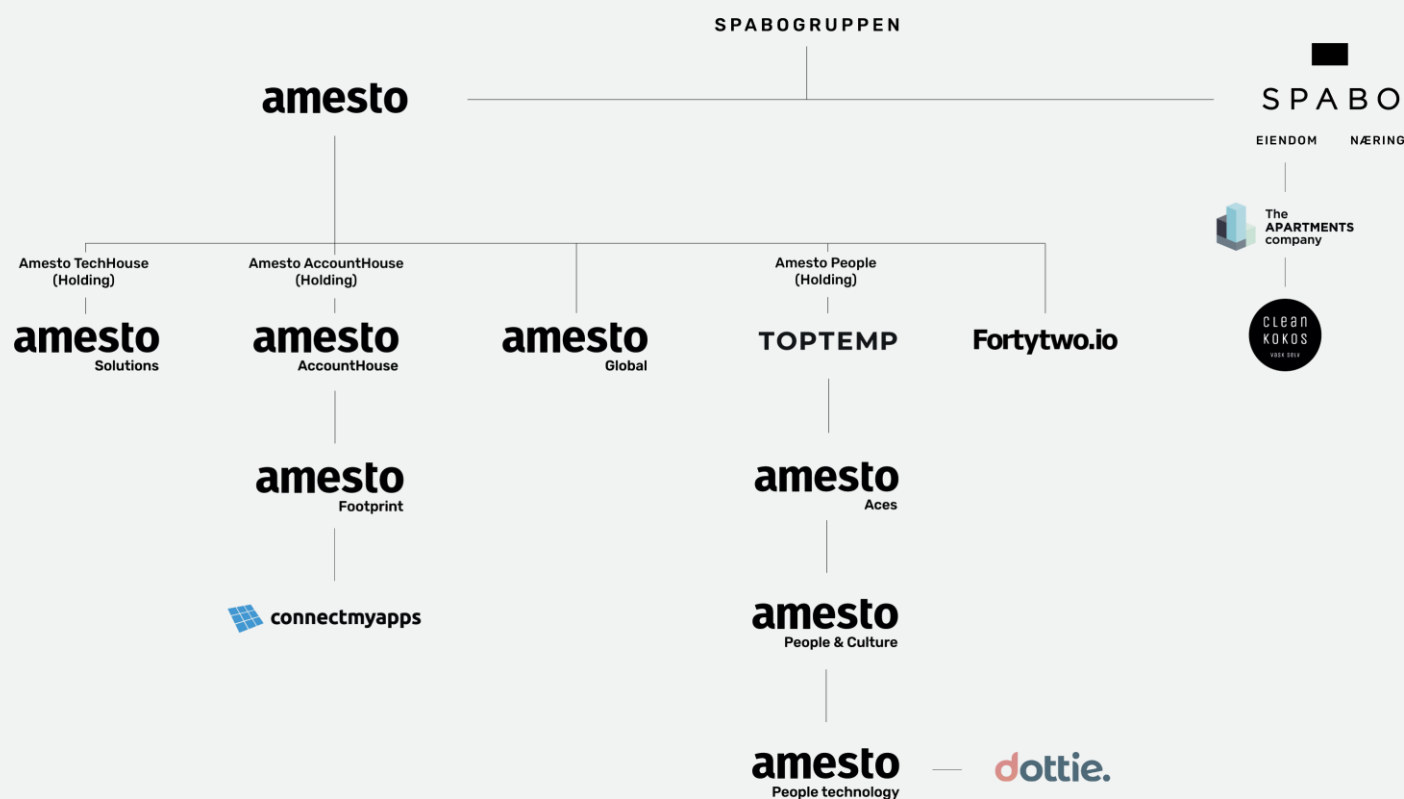 SPABOGRUPPEN
amesto
SPABO
EIENDOM NÆRING
The
APARTMENTS
company
Amesto TechHouse
(Holding)
Amesto AccountHouse
(Holding)
Amesto People
(Holding)
amesto
Solutions
amesto
AccountHouse
amesto
Global
TOPTEMP
Fortytwo.io
CLEAN
KOKOS
amesto
Footprint
amesto
Aces
connectmyapps
amesto
People & Culture
amesto
People technology
dottie.